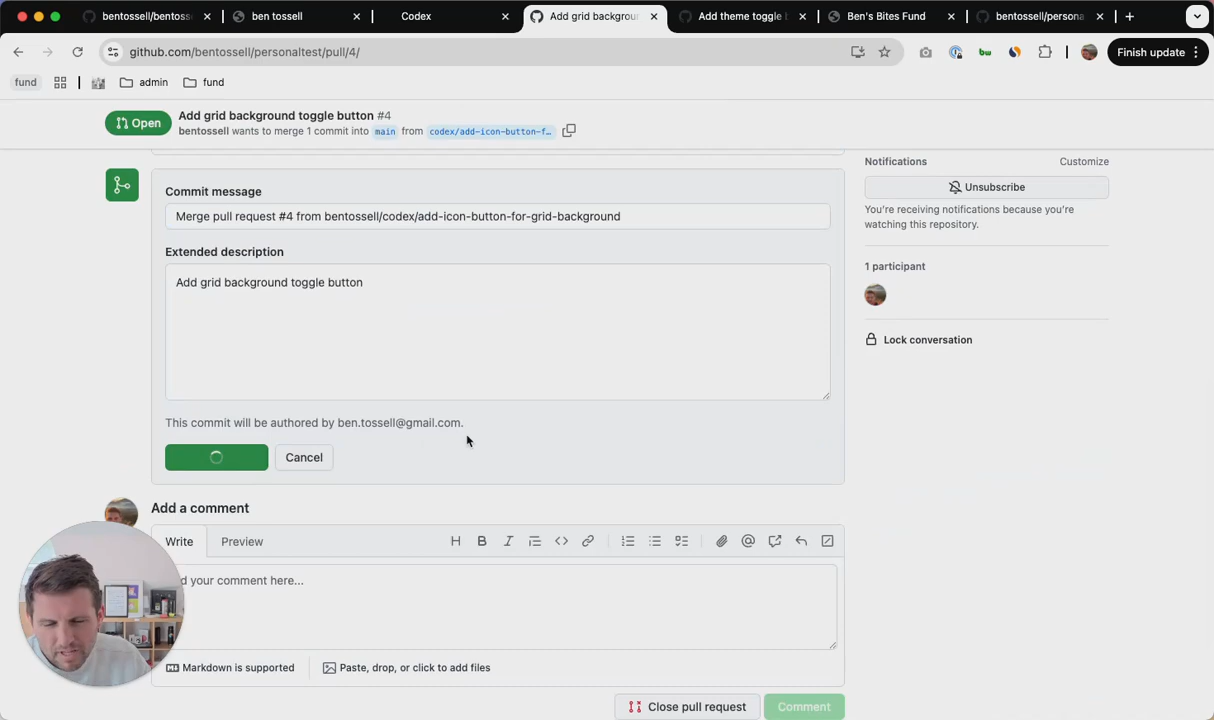 bentossell/bentoss
ben tossell
Codex
Add grid backgrour
Add theme toggle b
Ben's Bites Fund
bentossell/persona
github.com/bentossell/personaltest/pull/4/
Finish update
fund
admin
fund
Open
Add grid background toggle button #4
bentossell wants to merge 1 commit into main from codex/add-icon-button-f…
Commit message
Merge pull request #4 from bentossell/codex/add-icon-button-for-grid-background
Extended description
Add grid background toggle button
This commit will be authored by ben.tossell@gmail.com.
Cancel
Notifications
Customize
Unsubscribe
You're receiving notifications because you're
watching this repository.
1 participant
Lock conversation
Add a comment
Write
Preview
your comment here...
Markdown is supported
Paste, drop, or click to add files
Close pull request
Comment